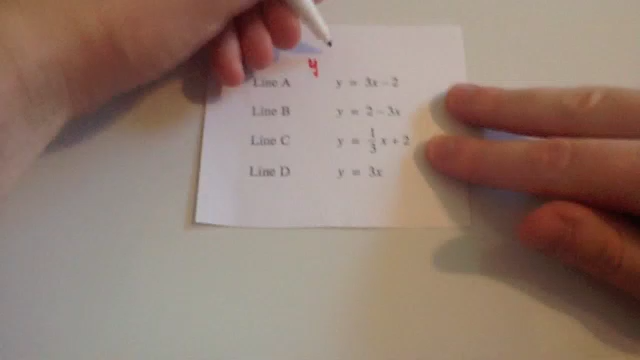 y
Line A y = 3x - 2
Line B y = 2 - 3x
Line C y = 1/3 x + 2
Line D y = 3x